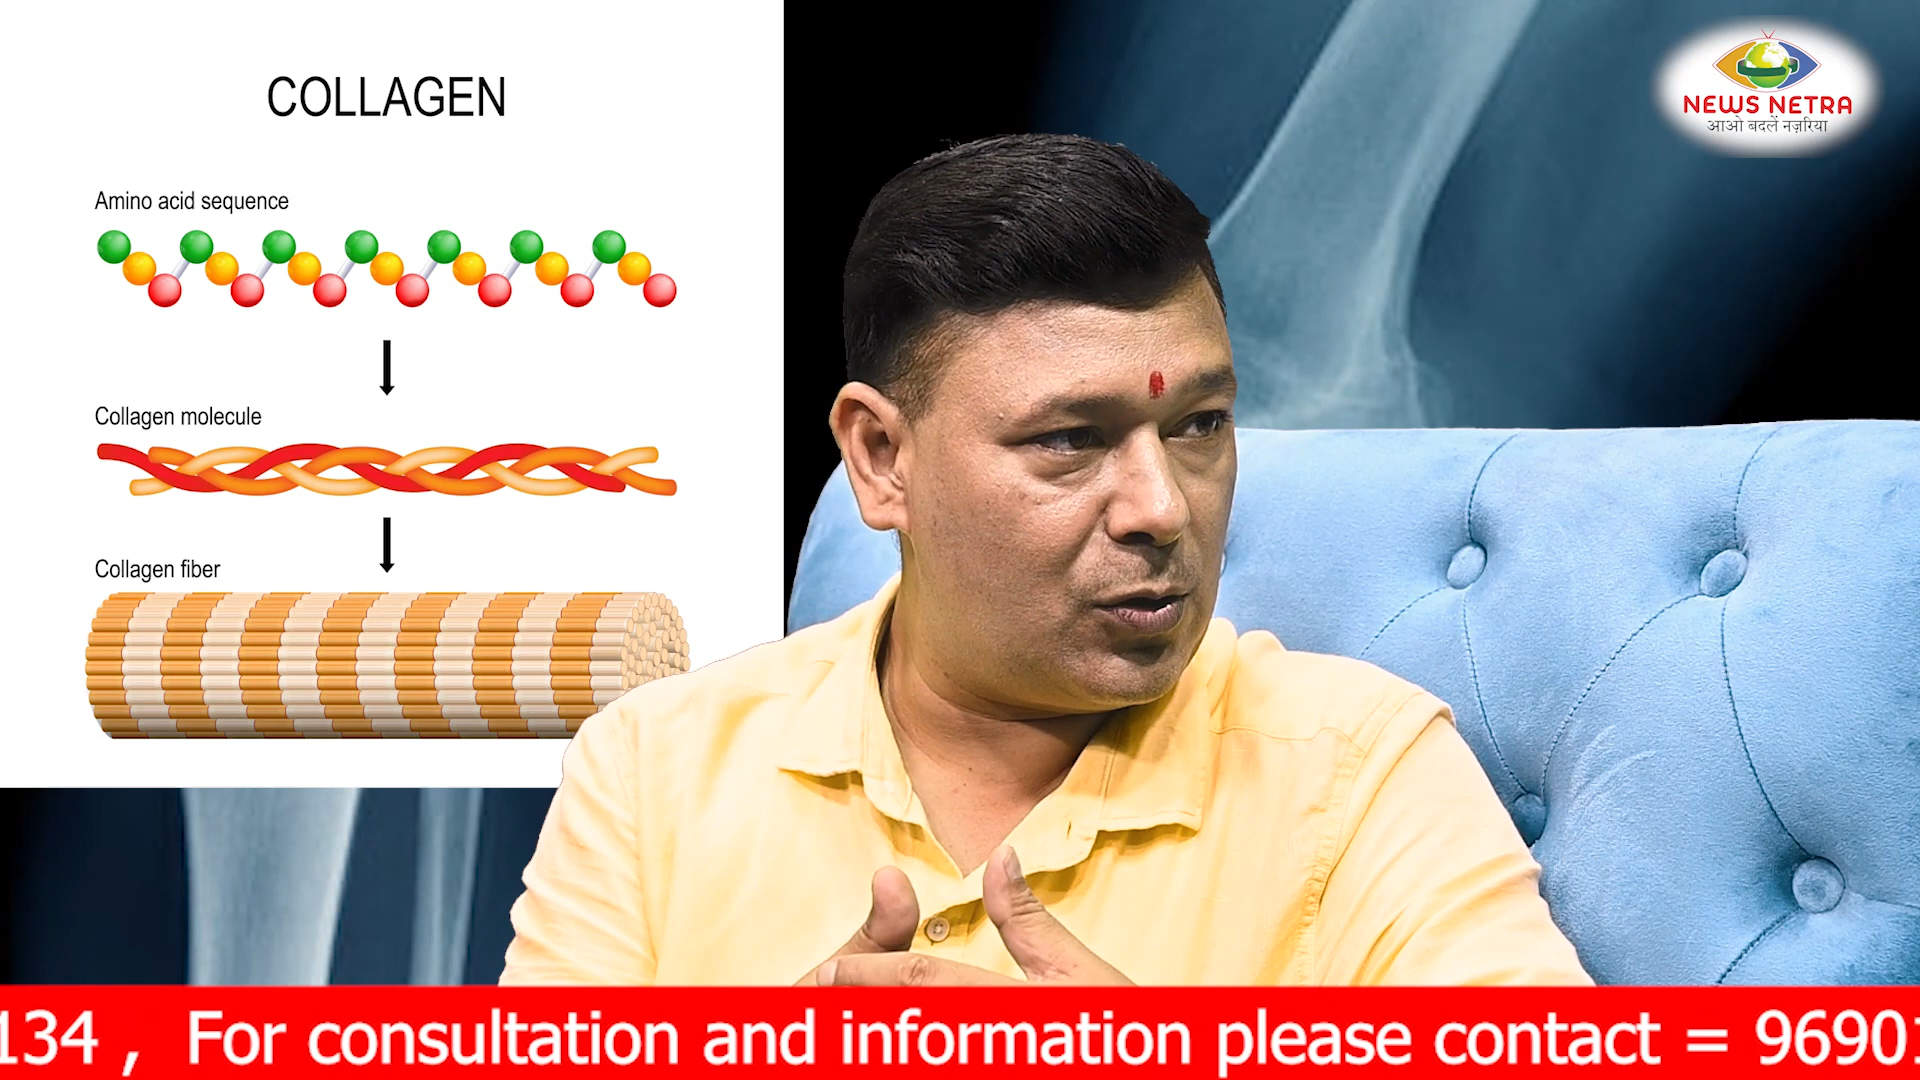 COLLAGEN
Amino acid sequence
Collagen molecule
Collagen fiber
NEWS NETRA
आओ बदलें नज़रिया
134 , For consultation and information please contact = 9690